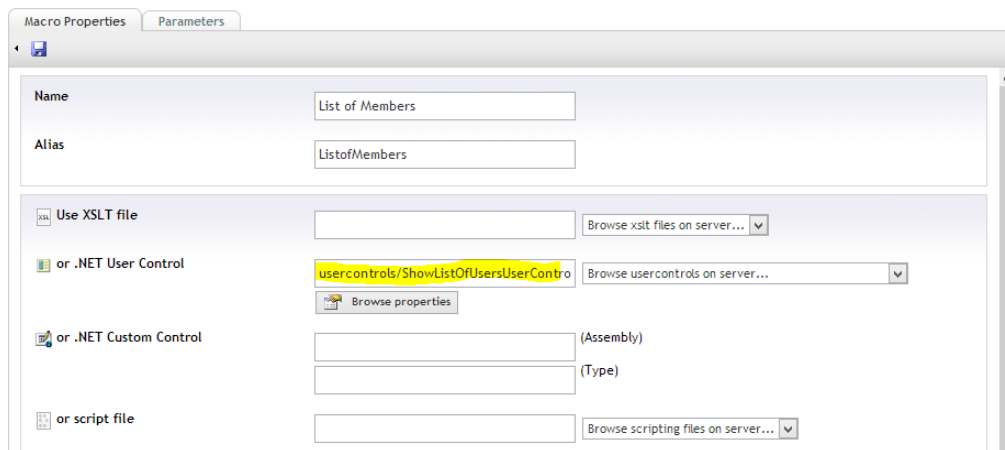 Macro Properties Parameters
Name
List of Members
Alias
ListofMembers
XSL Use XSLT file
Browse xslt files on server...
or .NET User Control
usercontrols/ShowListOfUsersUserContro Browse usercontrols on server...
Browse properties
or .NET Custom Control
(Assembly)
(Type)
or script file
Browse scripting files on server...